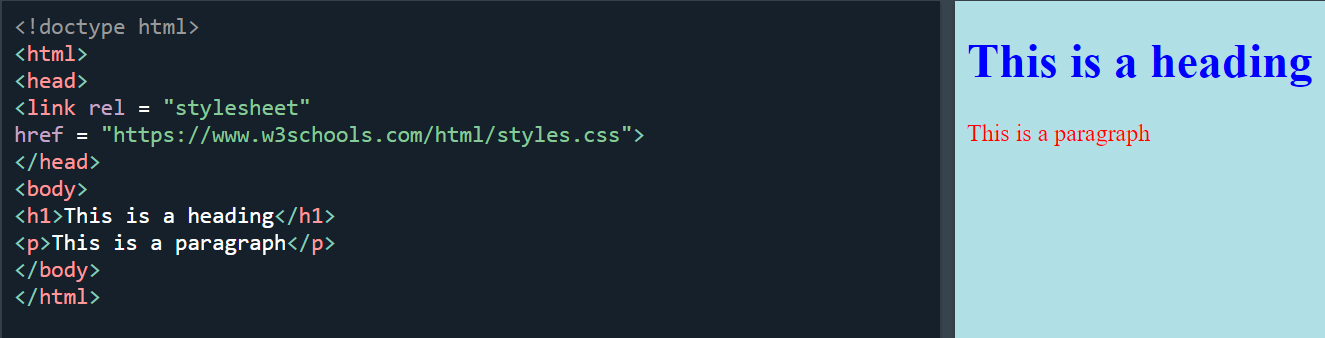 <!doctype html>
<html>
<head>
<link rel = "stylesheet"
href = "https://www.w3schools.com/html/styles.css">
</head>
<body>
<h1>This is a heading</h1>
<p>This is a paragraph</p>
</body>
</html>
This is a heading
This is a paragraph